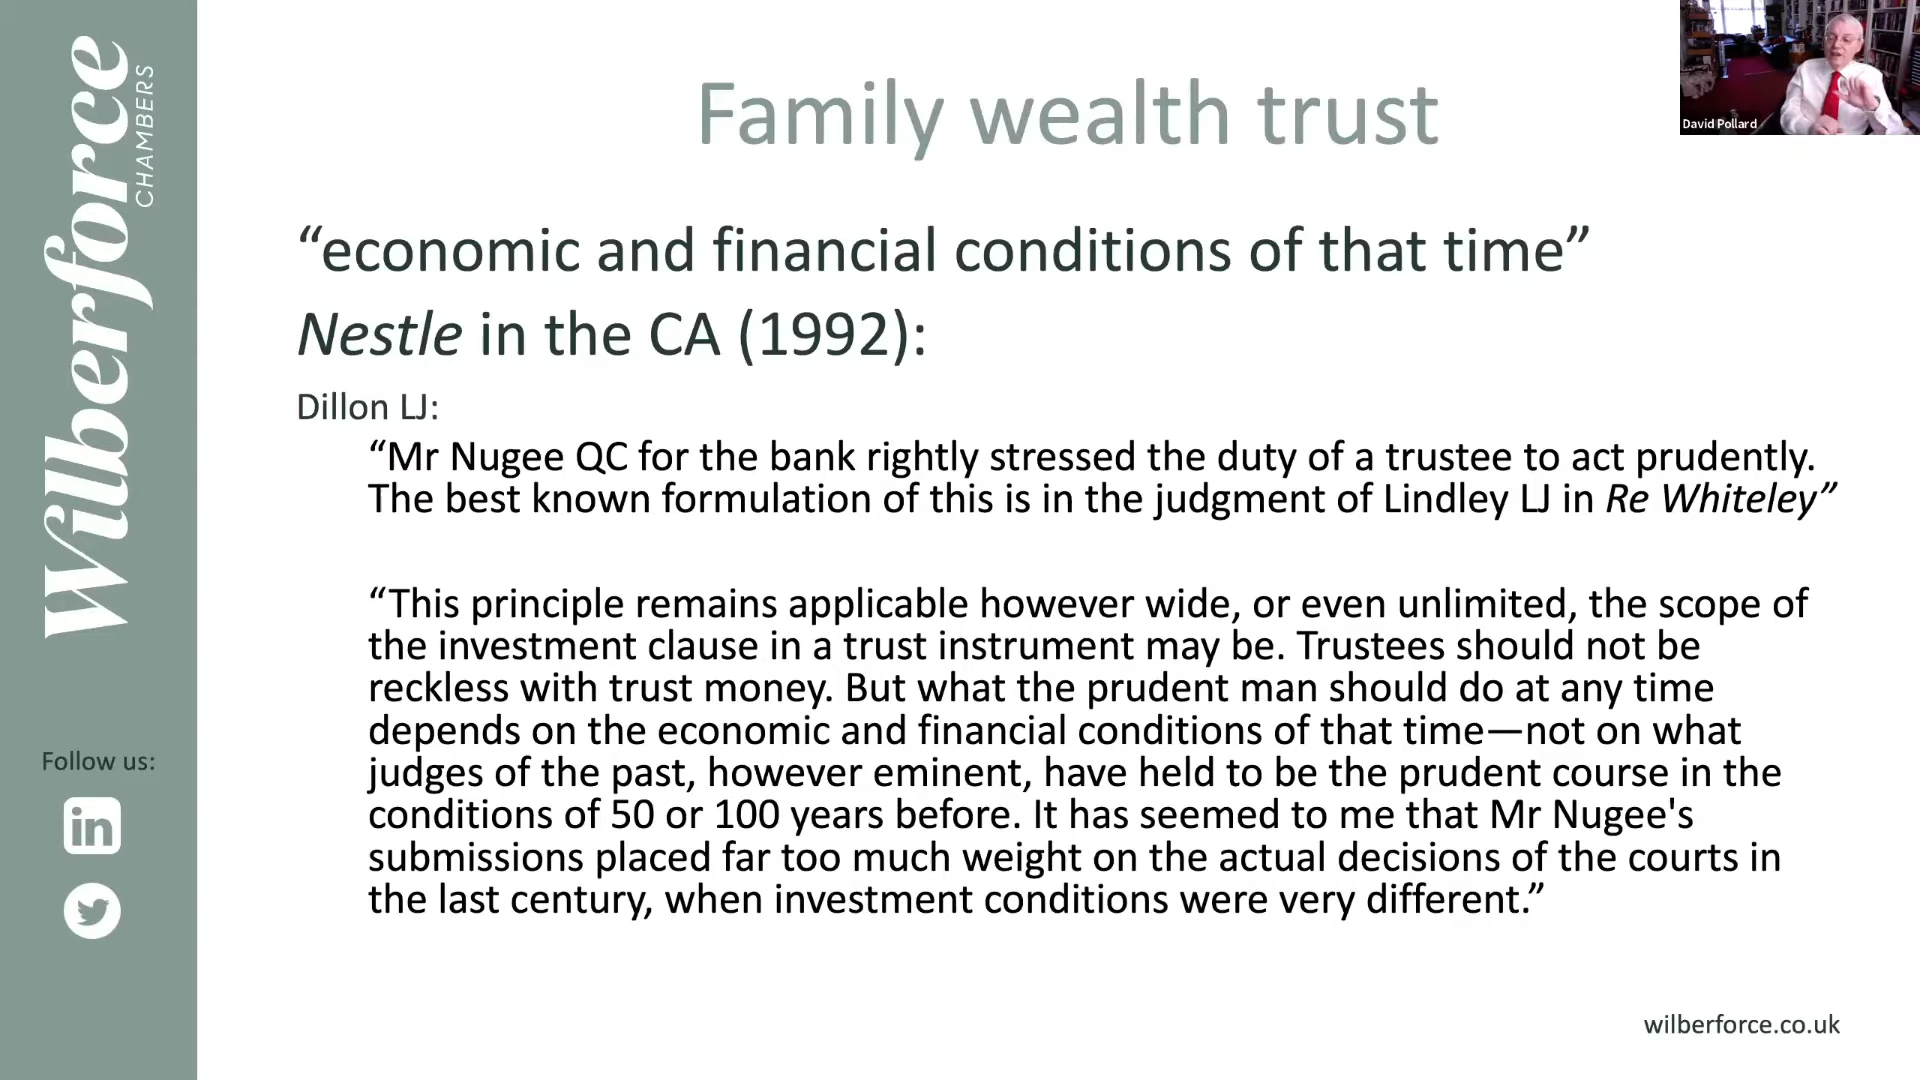 Wilberforce
CHAMBERS
Follow us:
in
Family wealth trust
David Pollard
“economic and financial conditions of that time”
Nestle in the CA (1992):
Dillon LJ:
“Mr Nugee QC for the bank rightly stressed the duty of a trustee to act prudently.
The best known formulation of this is in the judgment of Lindley LJ in Re Whiteley”
“This principle remains applicable however wide, or even unlimited, the scope of
the investment clause in a trust instrument may be. Trustees should not be
reckless with trust money. But what the prudent man should do at any time
depends on the economic and financial conditions of that time—not on what
judges of the past, however eminent, have held to be the prudent course in the
conditions of 50 or 100 years before. It has seemed to me that Mr Nugee's
submissions placed far too much weight on the actual decisions of the courts in
the last century, when investment conditions were very different.”
wilberforce.co.uk